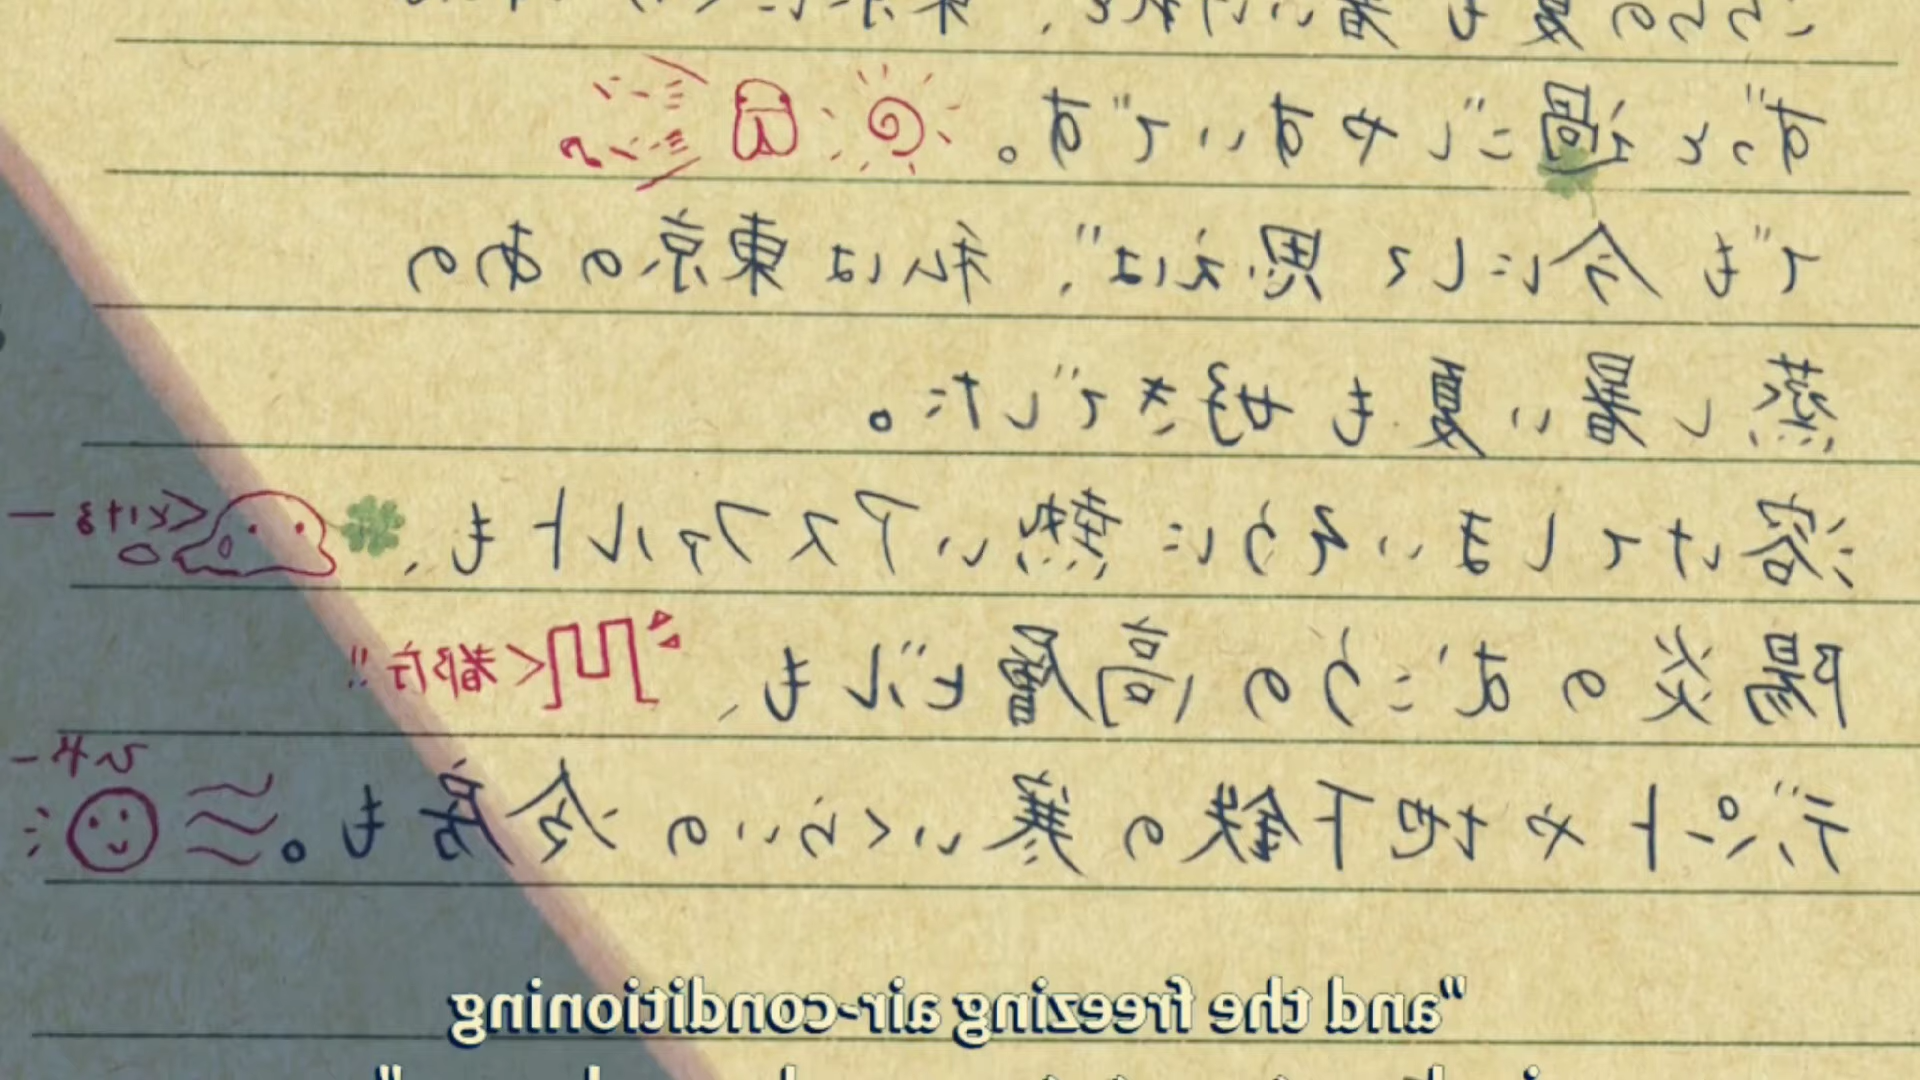 ずっと過ごしやすいです。
でも今にして思えば、私は東京のあの
蒸し暑い夏も好きでした。
溶けてしまいそうに熱いアスファルトも、 <とける ー
陽炎のむこうの高層ビルも、 <都庁!!
デパートや地下鉄の寒いくらいの冷房も。
"and the freezing air-conditioning